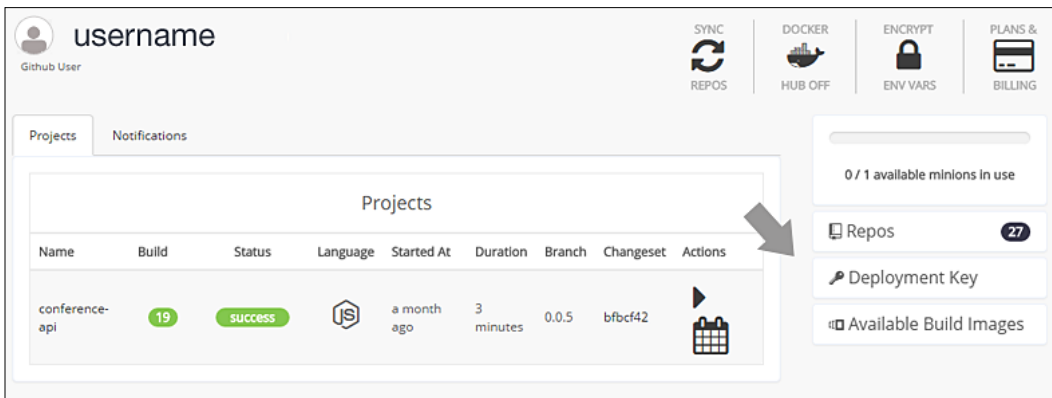 username
Github User
SYNC
REPOS
DOCKER
HUB OFF
ENCRYPT
ENV VARS
PLANS &
BILLING
Projects Notifications
0 / 1 available minions in use
Projects
Name Build Status Language Started At Duration Branch Changeset Actions
conference-
api
19 success JS a month
ago
3
minutes
0.0.5 bfbcf42
Repos 27
Deployment Key
Available Build Images